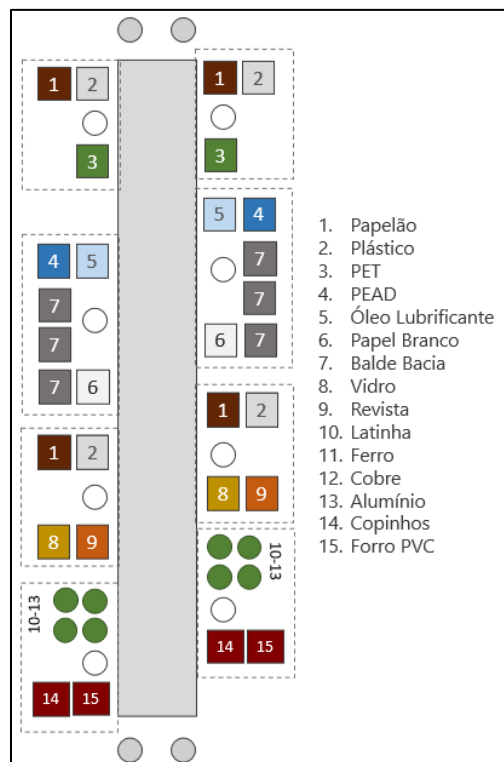 1 2
3
4 5
7
7
7 6
1 2
8 9
10-13
14 15
1 2
3
5 4
7
7
6 7
1 2
8 9
10-13
14 15
1. Papelão
2. Plástico
3. PET
4. PEAD
5. Óleo Lubrificante
6. Papel Branco
7. Balde Bacia
8. Vidro
9. Revista
10. Latinha
11. Ferro
12. Cobre
13. Alumínio
14. Copinhos
15. Forro PVC